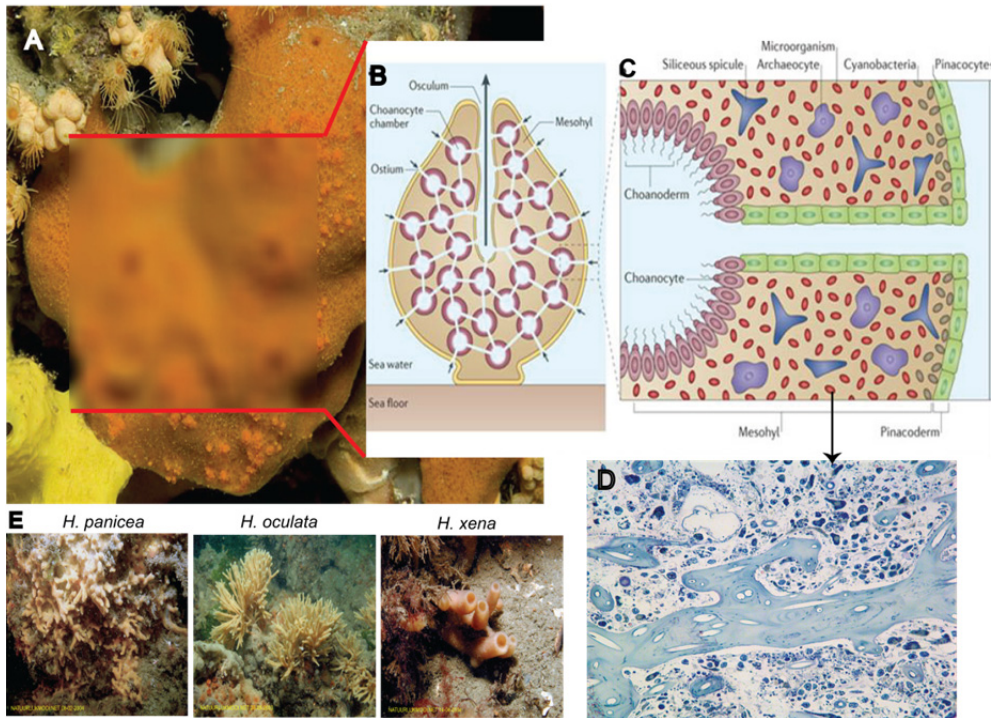 A
B
Osculum
Choanocyte
chamber
Ostium
Mesohyl
Sea water
Sea floor
C
Microorganism
Siliceous spicule
Archaeocyte
Cyanobacteria
Pinacocytes
Choanoderm
Choanocyte
Mesohyl
Pinacoderm
D
E
H. panicea
H. oculata
H. xena